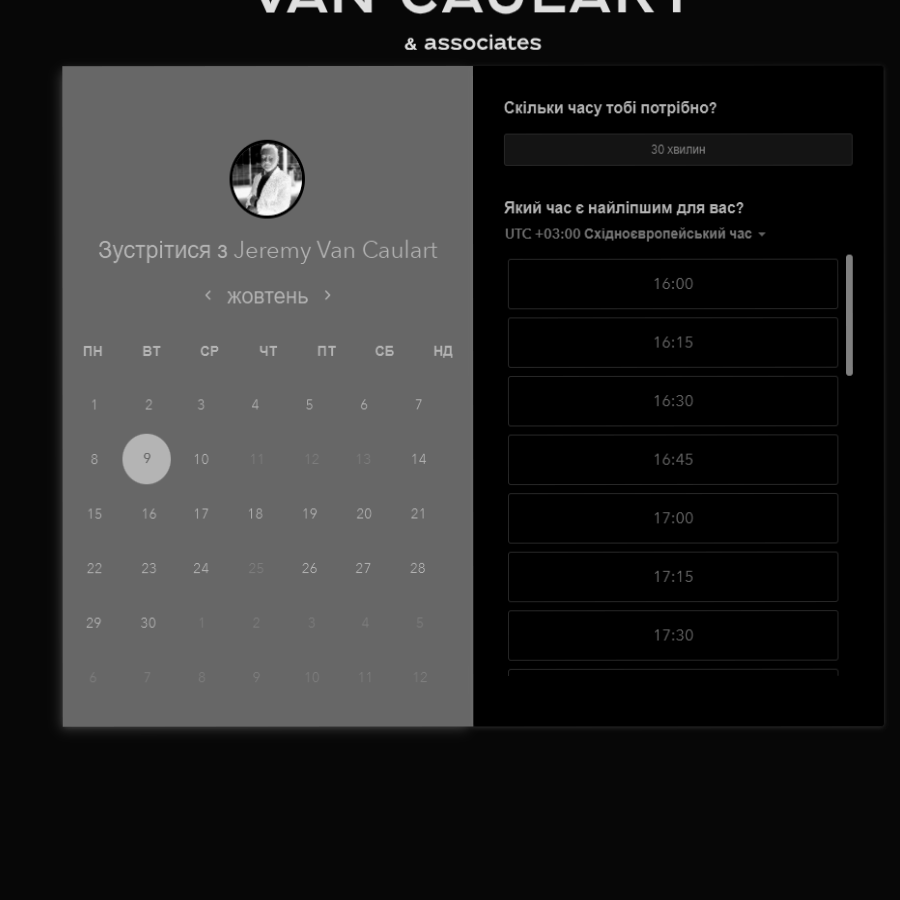 VAN CAULART
& associates
Зустрітися з Jeremy Van Caulart
жовтень
ПН ВТ СР ЧТ ПТ СБ НД
1 2 3 4 5 6 7
8 9 10 11 12 13 14
15 16 17 18 19 20 21
22 23 24 25 26 27 28
29 30 1 2 3 4 5
6 7 8 9 10 11 12
Скільки часу тобі потрібно?
30 хвилин
Який час є найліпшим для вас?
UTC +03:00 Східноєвропейський час
16:00
16:15
16:30
16:45
17:00
17:15
17:30